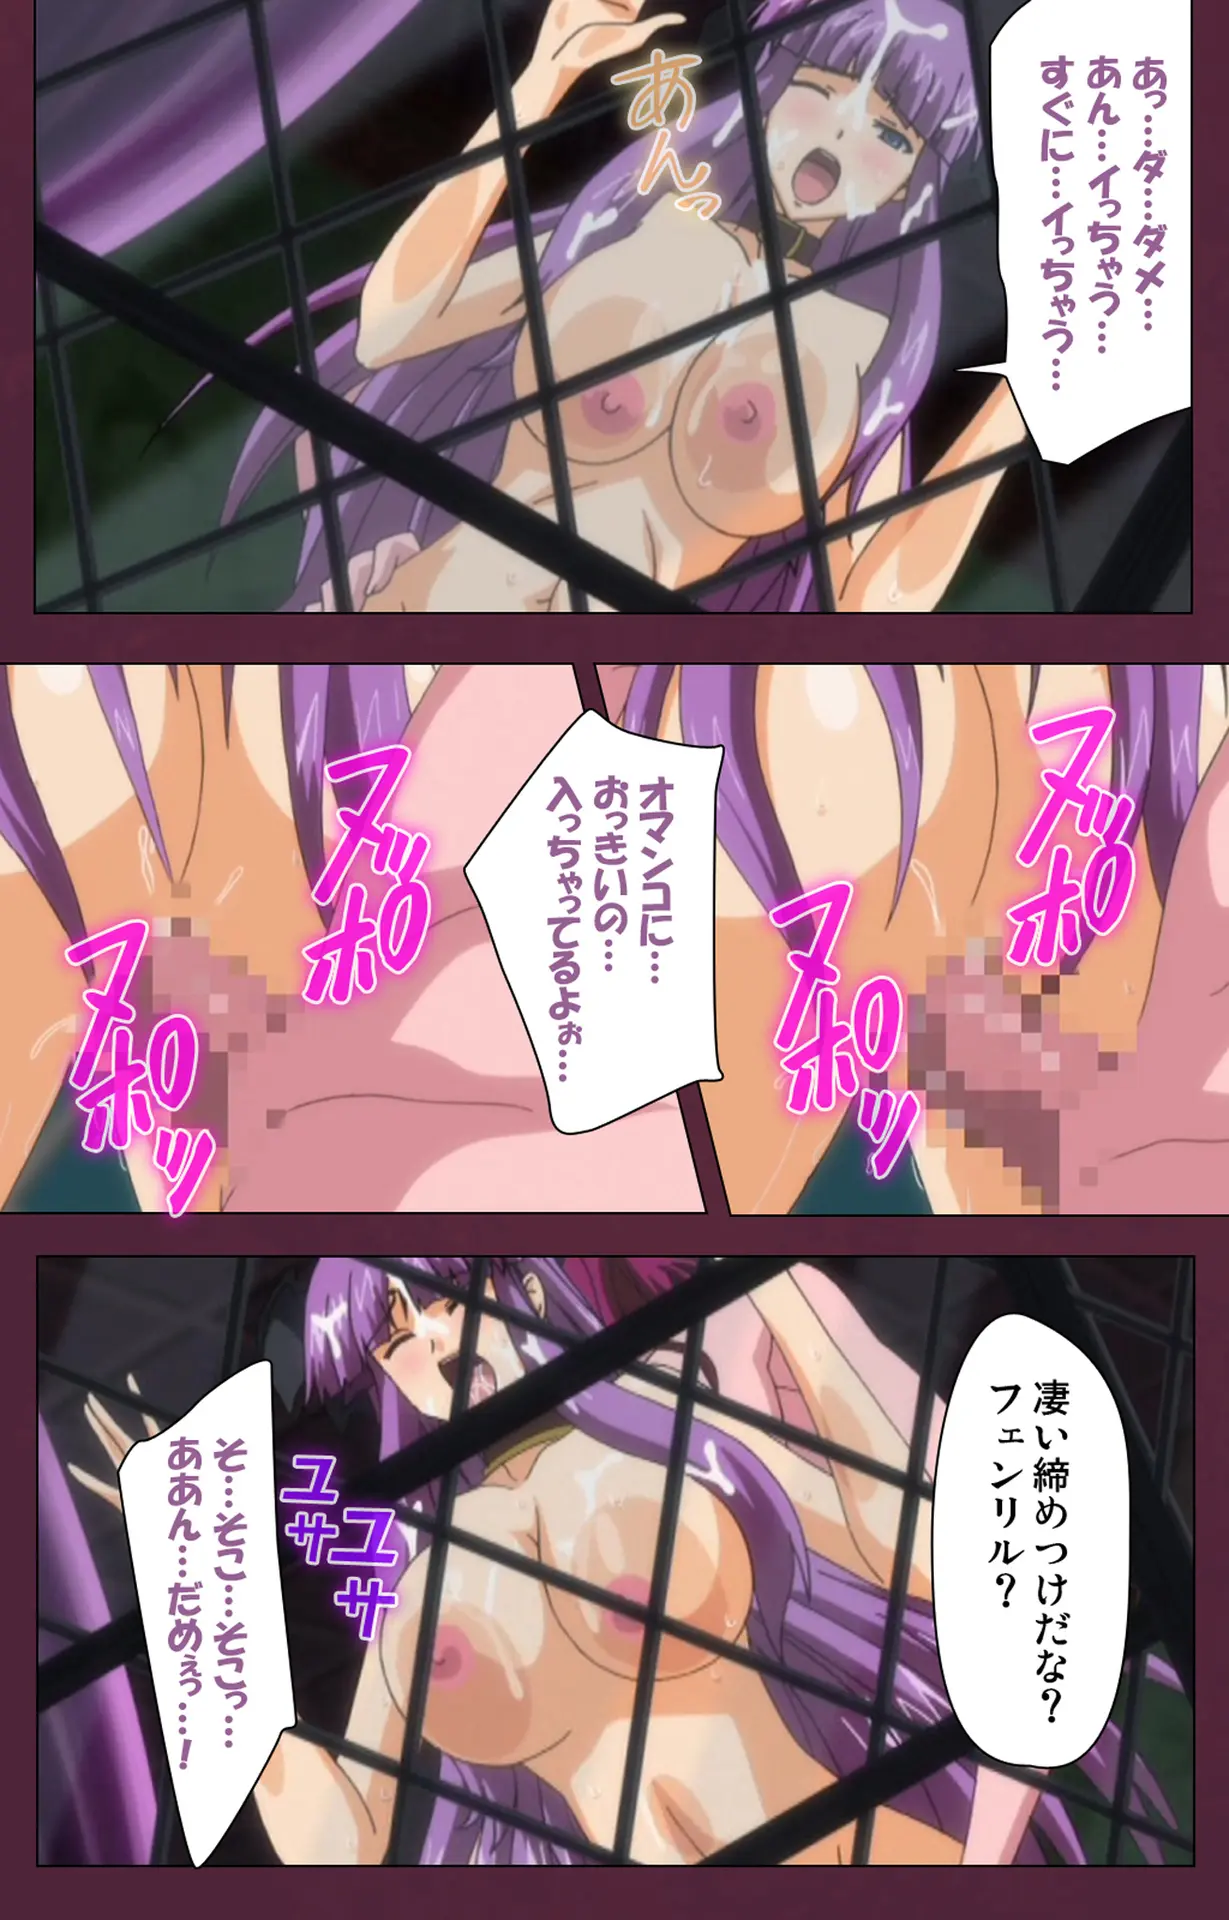 あっ…ダ…ダメ…
あん…イっちゃう…
すぐに…イっちゃう…
あんっ
ヌッポ
ヌポポッ
オマンコに…
おっきいの…
入っちゃってるよぉ…
ヌッポ
ヌポポッ
凄い締めつけだな？
フェンリル？
ユサ
ユサ
そ…そこ…そこっ…
ああん…だめぇっ…！